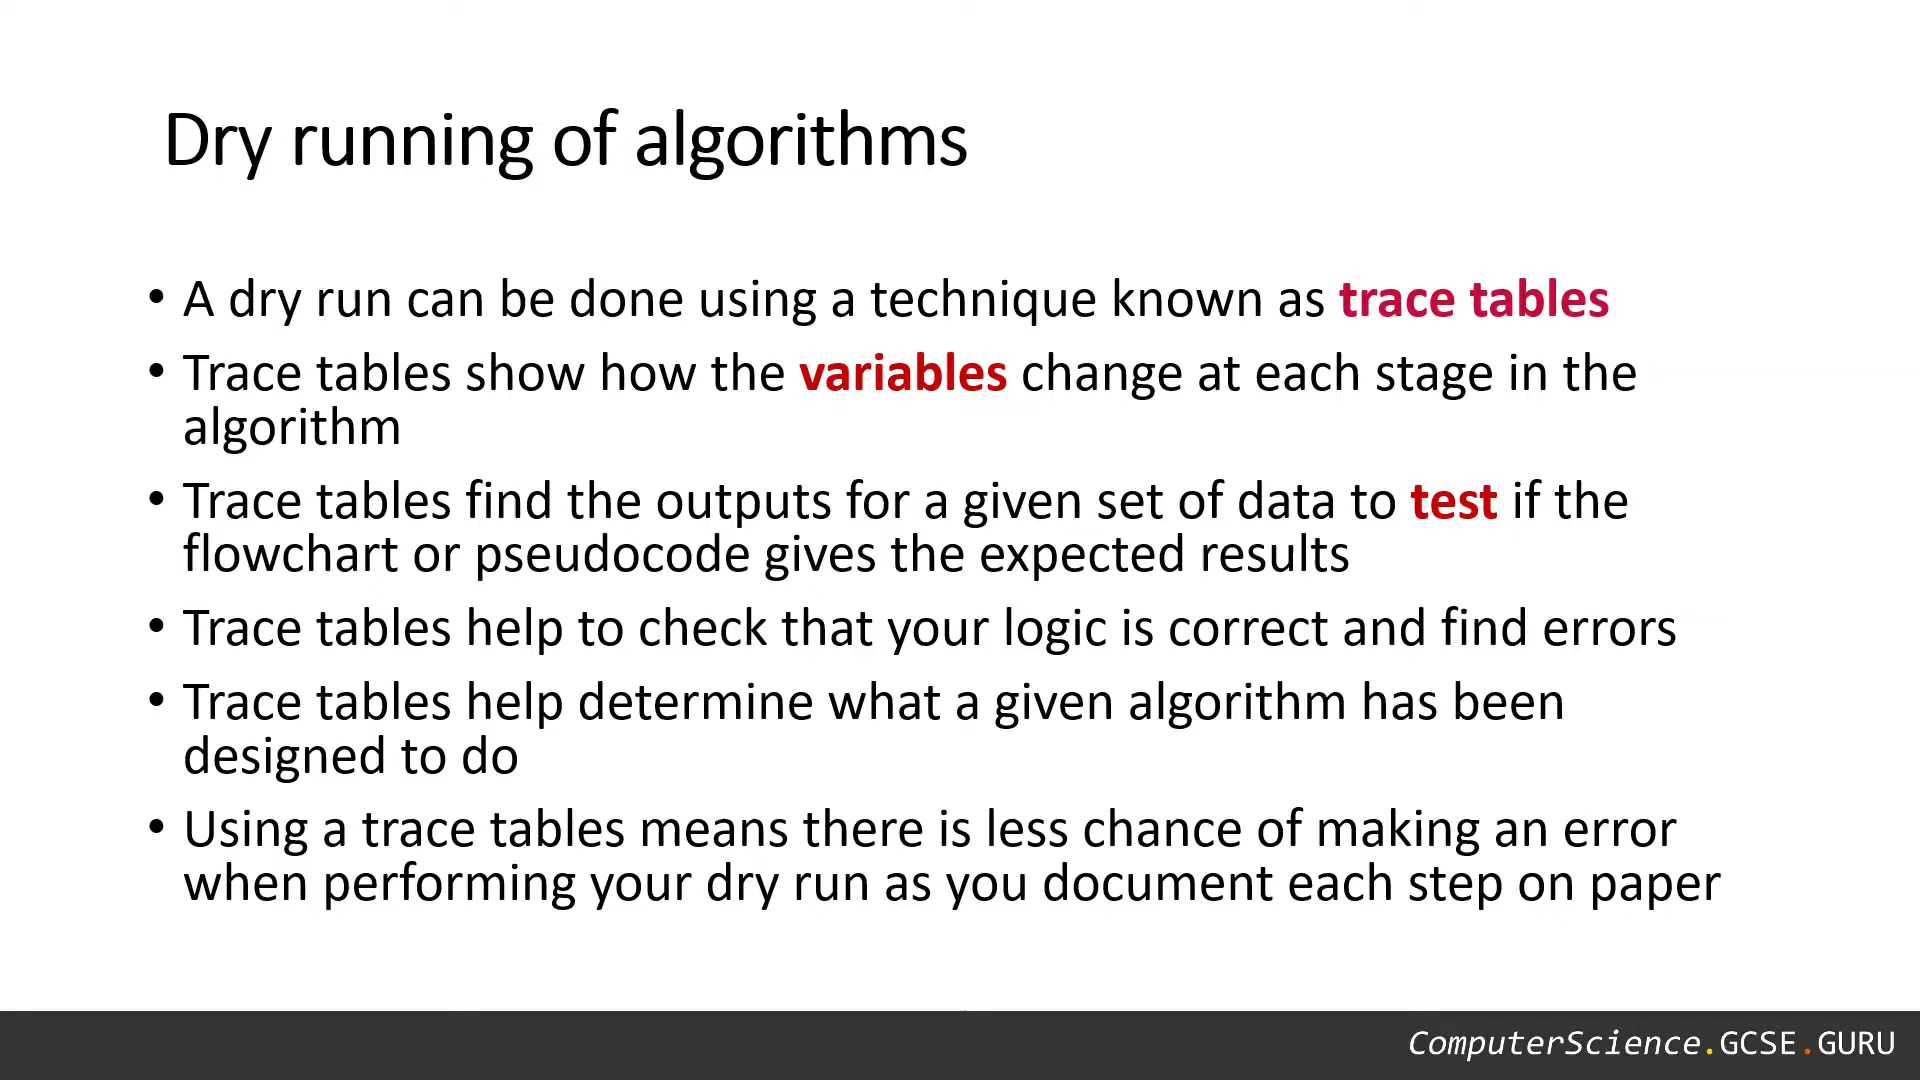 Dry running of algorithms
• A dry run can be done using a technique known as trace tables
• Trace tables show how the variables change at each stage in the
algorithm
• Trace tables find the outputs for a given set of data to test if the
flowchart or pseudocode gives the expected results
• Trace tables help to check that your logic is correct and find errors
• Trace tables help determine what a given algorithm has been
designed to do
• Using a trace tables means there is less chance of making an error
when performing your dry run as you document each step on paper
ComputerScience.GCSE.GURU